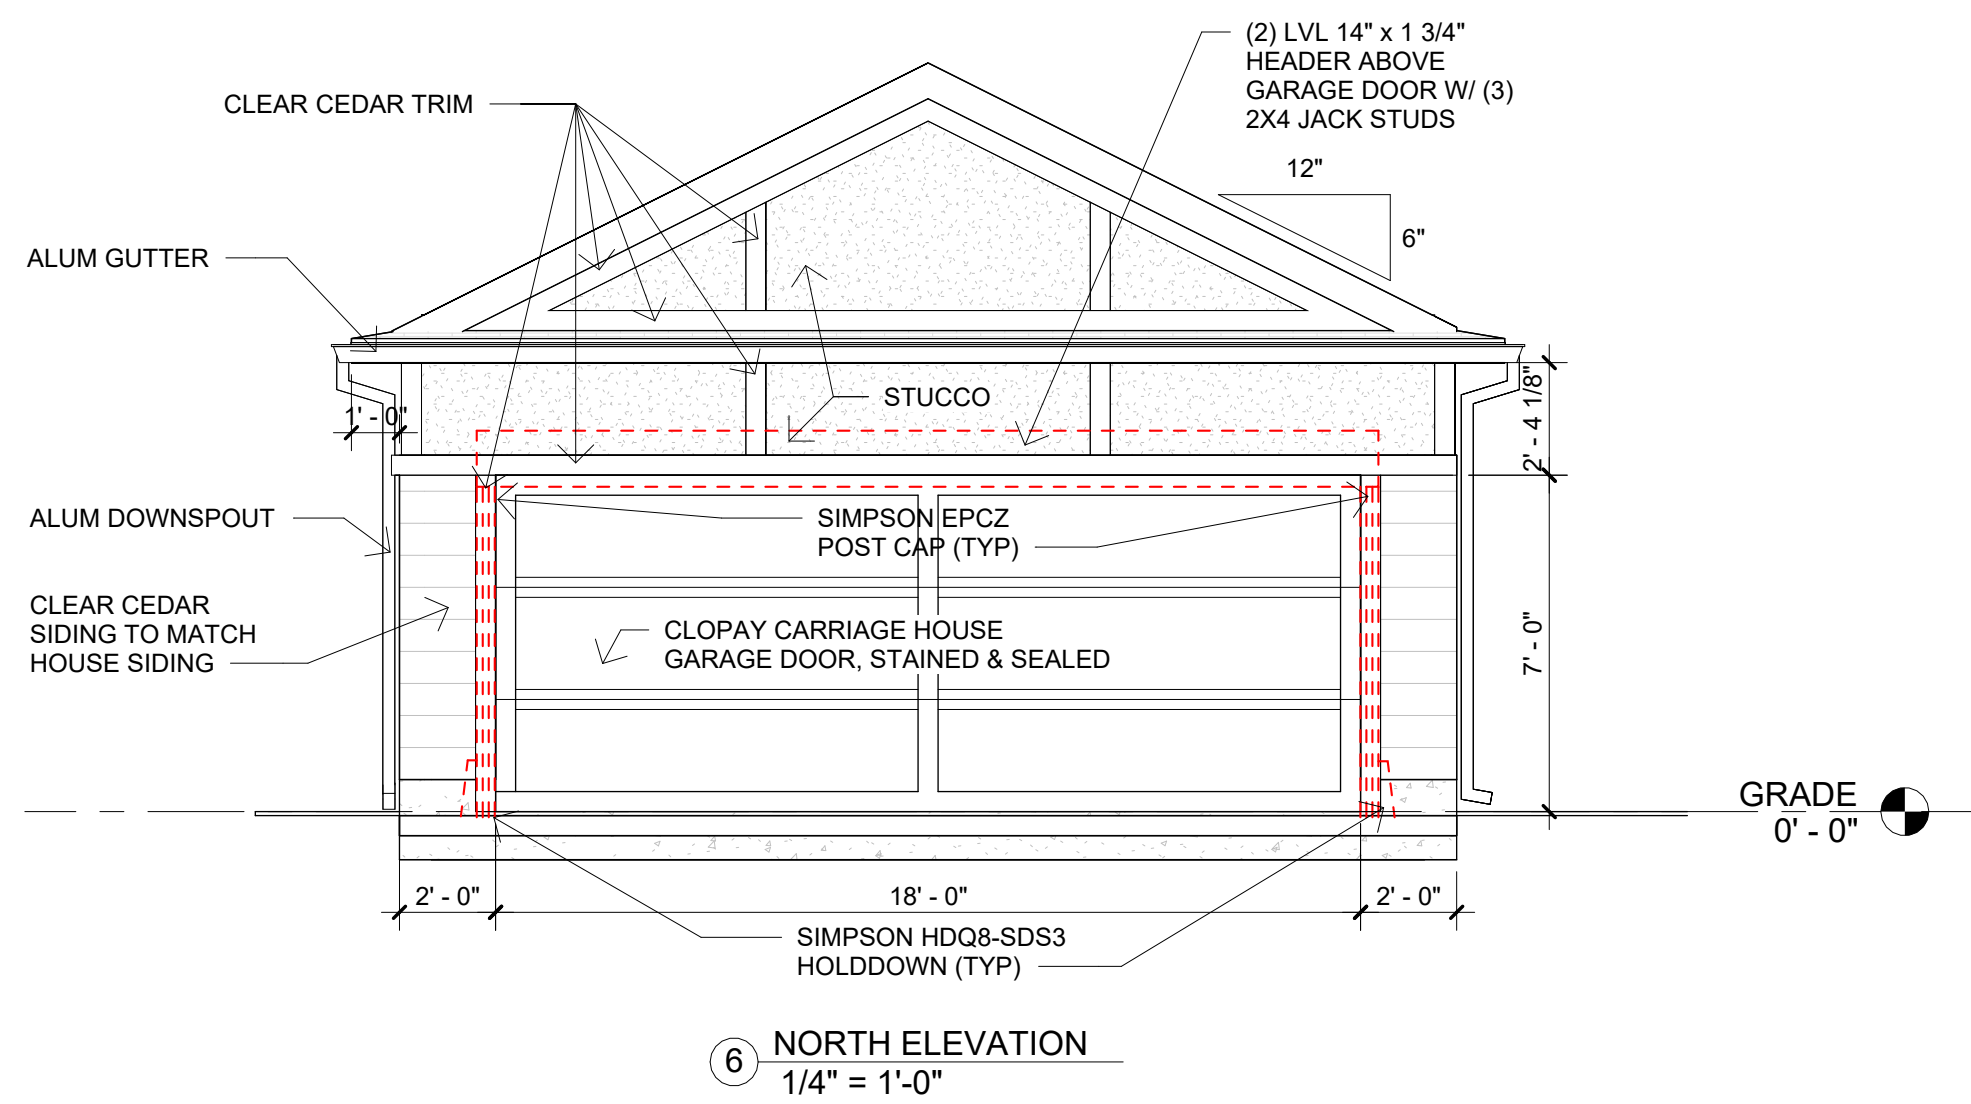 (2) LVL 14" x 1 3/4"
HEADER ABOVE
GARAGE DOOR W/ (3)
2X4 JACK STUDS
CLEAR CEDAR TRIM
12"
6"
ALUM GUTTER
2' - 4 1/8"
STUCCO
1' - 0"
ALUM DOWNSPOUT
SIMPSON EPCZ
POST CAP (TYP)
CLEAR CEDAR
SIDING TO MATCH
HOUSE SIDING
CLOPAY CARRIAGE HOUSE
GARAGE DOOR, STAINED & SEALED
7' - 0"
GRADE
0' - 0"
2' - 0"
18' - 0"
2' - 0"
SIMPSON HDQ8-SDS3
HOLDDOWN (TYP)
6
NORTH ELEVATION
1/4" = 1'-0"